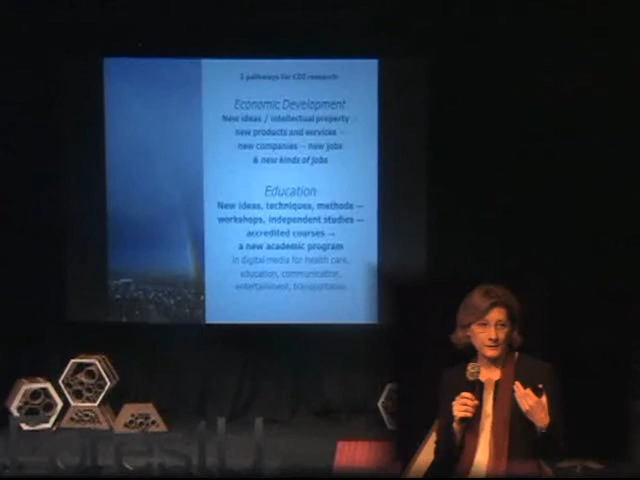 2 pathways for CDI research
Economic Development
New ideas / intellectual property –
new products and services –
new companies – new jobs
& new kinds of jobs
Education
New ideas, techniques, methods —
workshops, independent studies —
accredited courses —
a new academic program
in digital media for health care,
education, communication,
entertainment, transportation